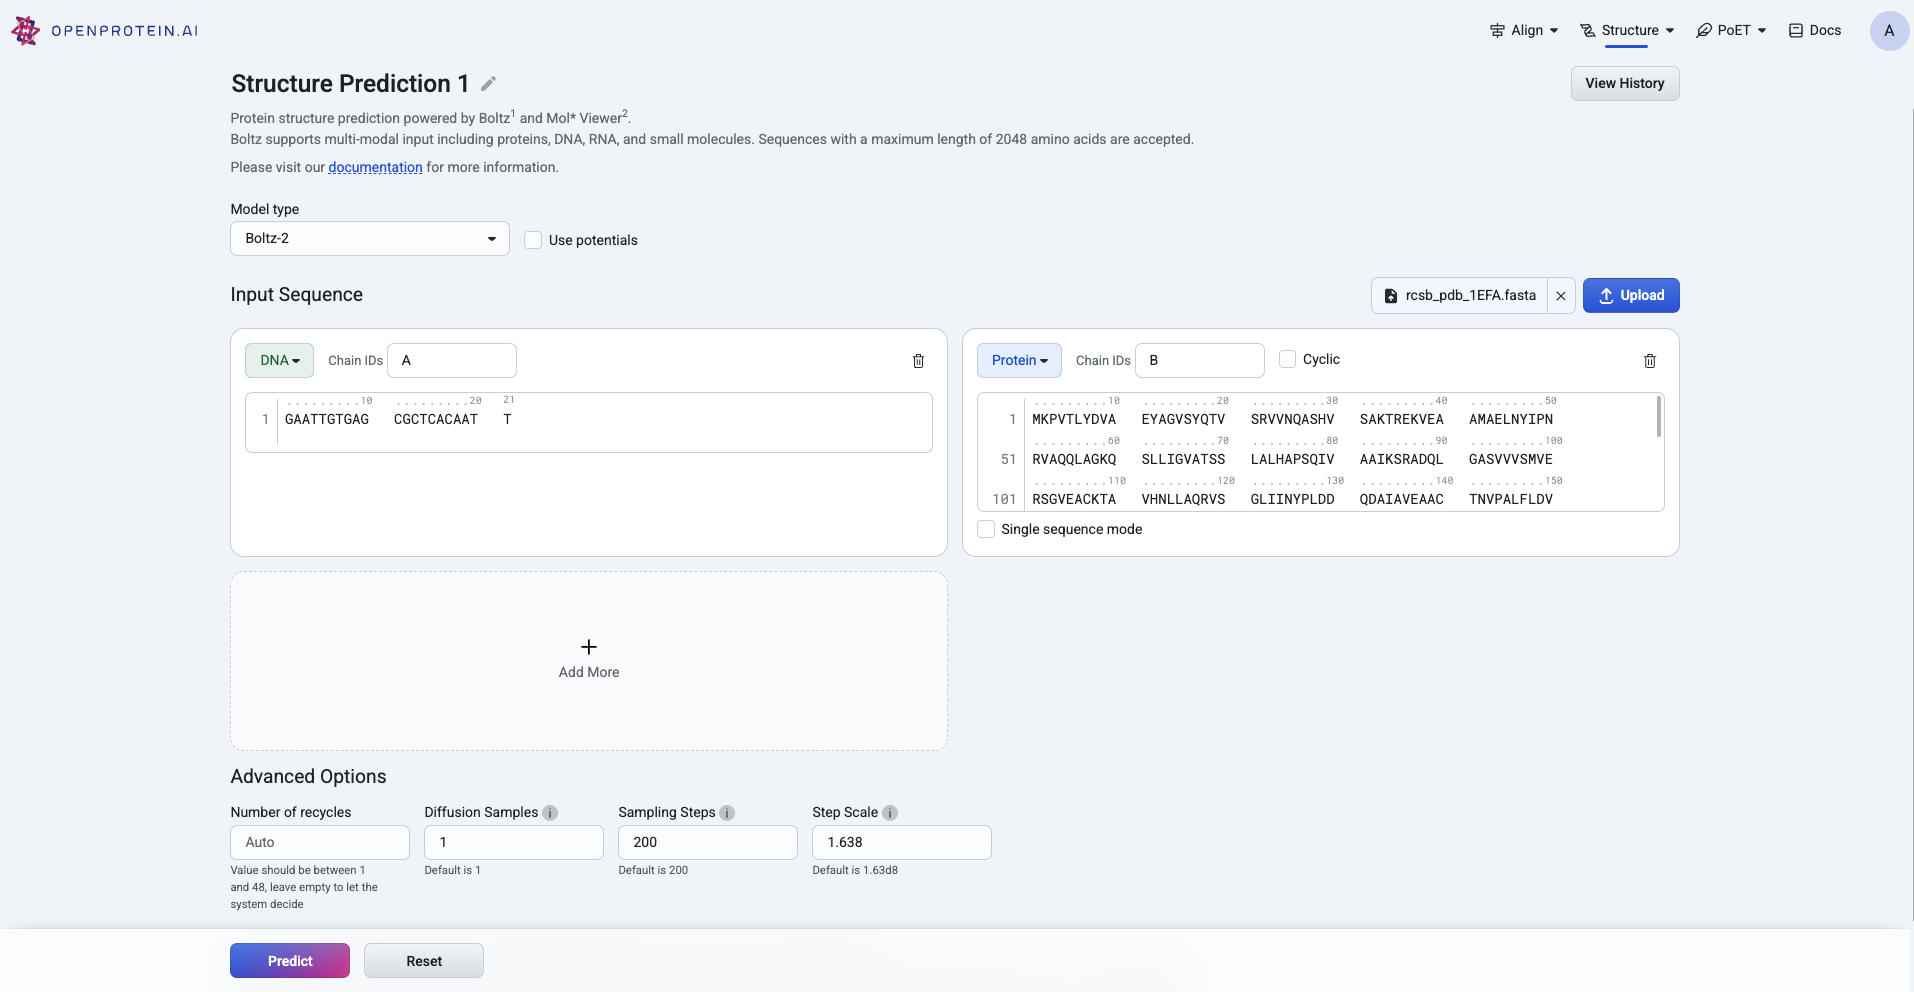 OPENPROTEIN.AI
Align
Structure
PoET
Docs
A
Structure Prediction 1
View History
Protein structure prediction powered by Boltz1 and Mol* Viewer2.
Boltz supports multi-modal input including proteins, DNA, RNA, and small molecules. Sequences with a maximum length of 2048 amino acids are accepted.
Please visit our documentation for more information.
Model type
Boltz-2
Use potentials
Input Sequence
rcsb_pdb_1EFA.fasta
Upload
DNA
Chain IDs
A
.........10 .........20 21
1 GAATTGTGAG CGCTCACAAT T
Protein
Chain IDs
B
Cyclic
.........10 .........20 .........30 .........40 .........50
1 MKPVTLYDVA EYAGVSYQTV SRVVNQASHV SAKTREKVEA AMAELNYIPN
.........60 .........70 .........80 .........90 .........100
51 RVAQQLAGKQ SLLIGVATSS LALHAPSQIV AAIKSRADQL GASVVVSMVE
.........110 .........120 .........130 .........140 .........150
101 RSGVEACKTA VHNLLAQRVS GLIINYPLDD QDAIAVEAAC TNVPALFLDV
Single sequence mode
Add More
Advanced Options
Number of recycles
Auto
Value should be between 1
and 48, leave empty to let the
system decide
Diffusion Samples i
1
Default is 1
Sampling Steps i
200
Default is 200
Step Scale i
1.638
Default is 1.63d8
Predict
Reset